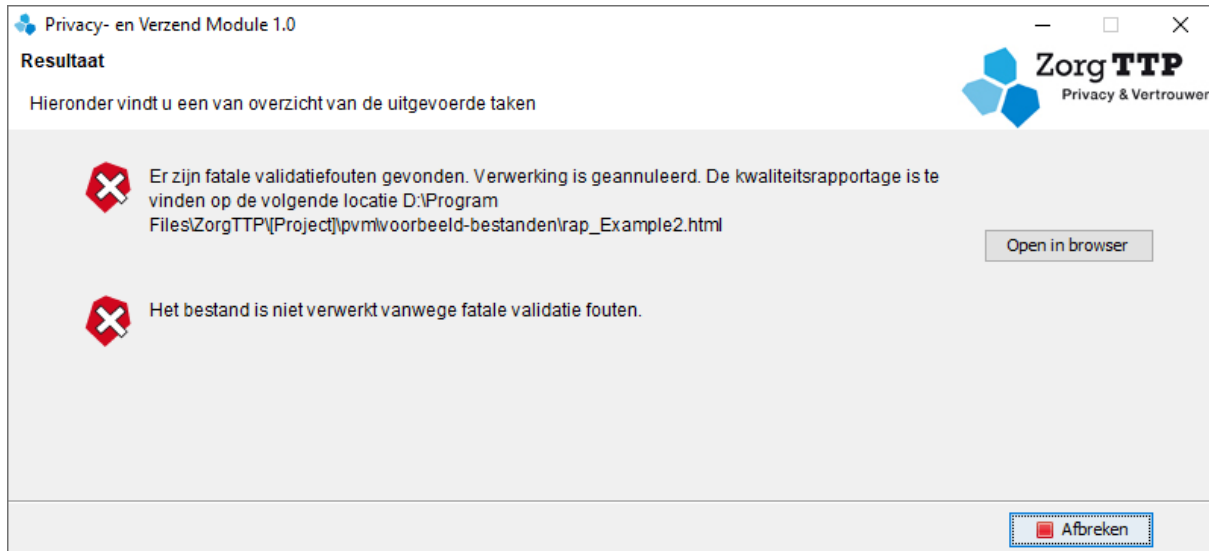 Privacy- en Verzend Module 1.0
Resultaat
Hieronder vindt u een van overzicht van de uitgevoerde taken
Zorg TTP
Privacy & Vertrouwen
Er zijn fatale validatiefouten gevonden. Verwerking is geannuleerd. De kwaliteitsrapportage is te
vinden op de volgende locatie D:\Program
Files\ZorgTTP\[Project]\pvm\voorbeeld-bestanden\rap_Example2.html
Open in browser
Het bestand is niet verwerkt vanwege fatale validatie fouten.
Afbreken